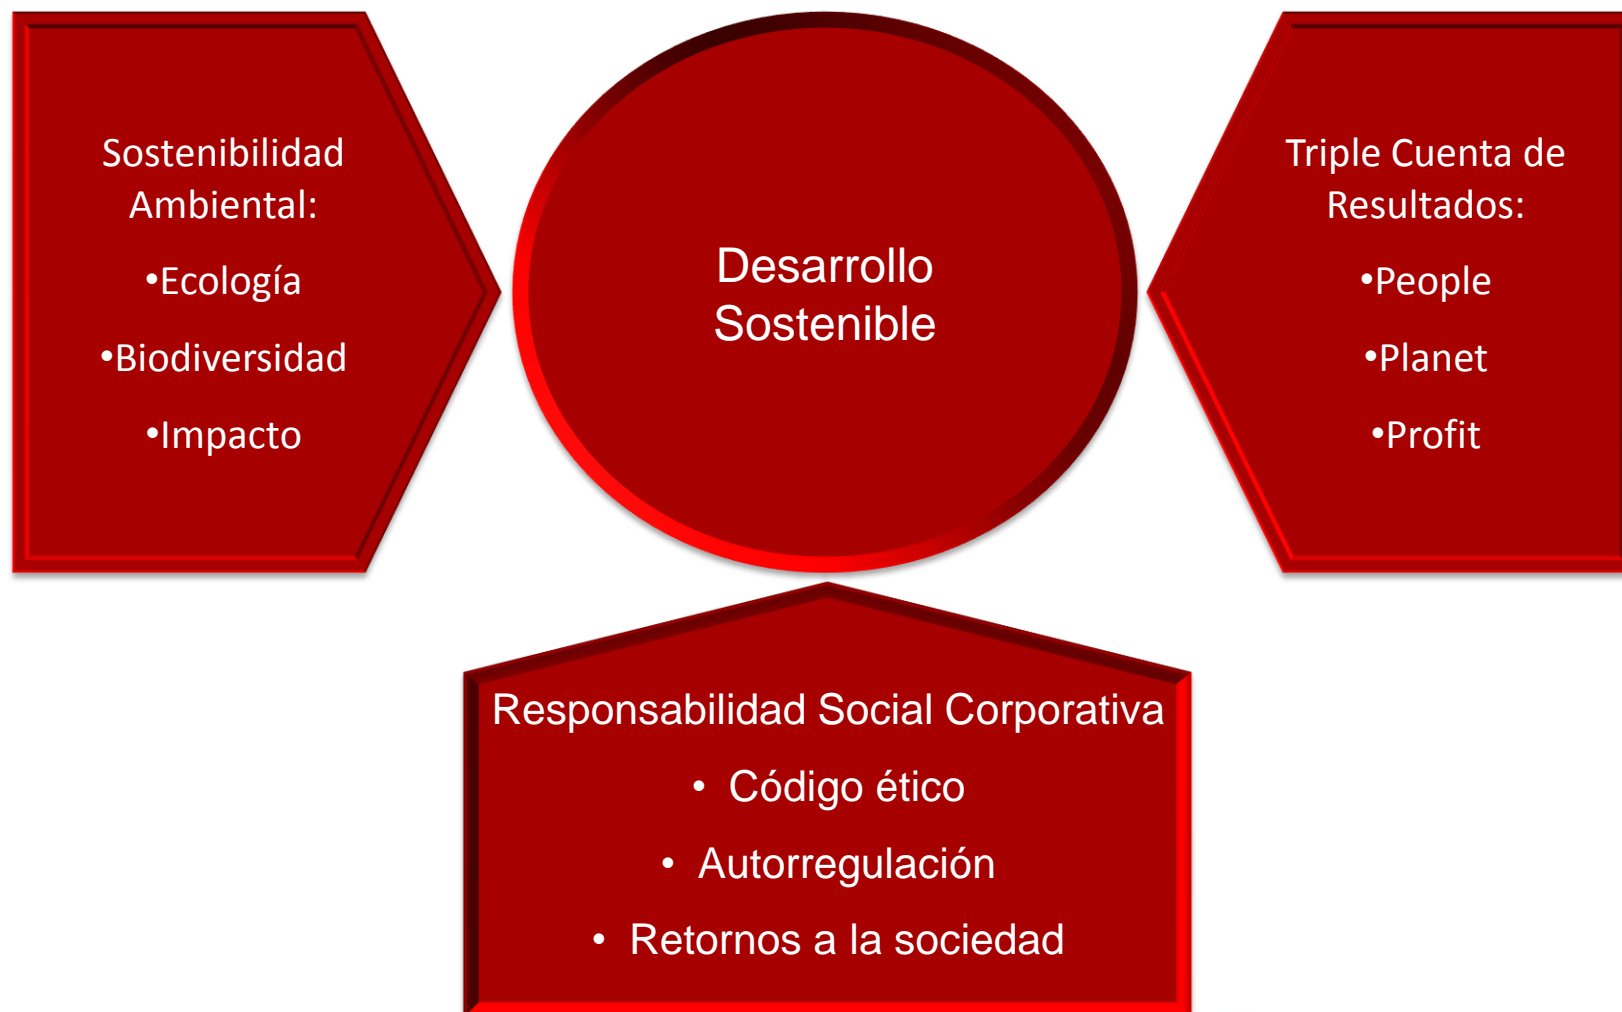 Sostenibilidad
Ambiental:
•Ecología
•Biodiversidad
•Impacto
Desarrollo
Sostenible
Triple Cuenta de
Resultados:
•People
•Planet
•Profit
Responsabilidad Social Corporativa
• Código ético
• Autorregulación
• Retornos a la sociedad